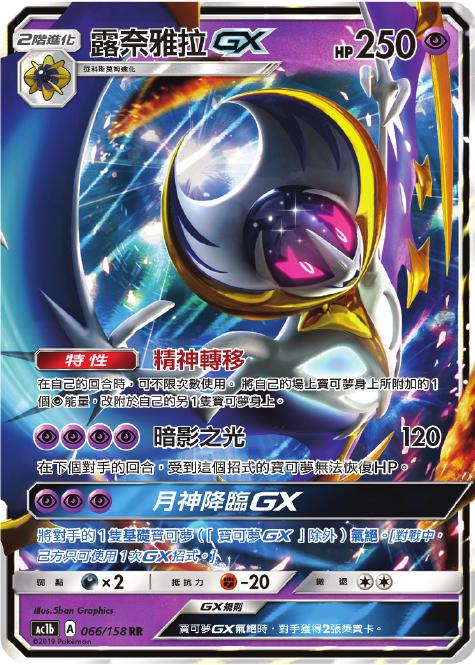 2階進化
露奈雅拉GX HP250
從科斯莫姆進化
特性 精神轉移
在自己的回合時,可不限次數使用。將自己的場上寶可夢身上所附加的1
個能量,改附於自己的另1隻寶可夢身上。
暗影之光 120
在下個對手的回合,受到這個招式的寶可夢無法恢復HP。
月神降臨GX
將對手的1隻基礎寶可夢(「寶可夢GX」除外)氣絕。[對戰中,
己方只可使用1次GX招式。]
弱點 ×2 抵抗力 -20 撤退
illus.5ban Graphics GX規則
AC1b A 066/158 RR 寶可夢GX氣絕時,對手獲得2張獎賞卡。
©2019 Pokémon